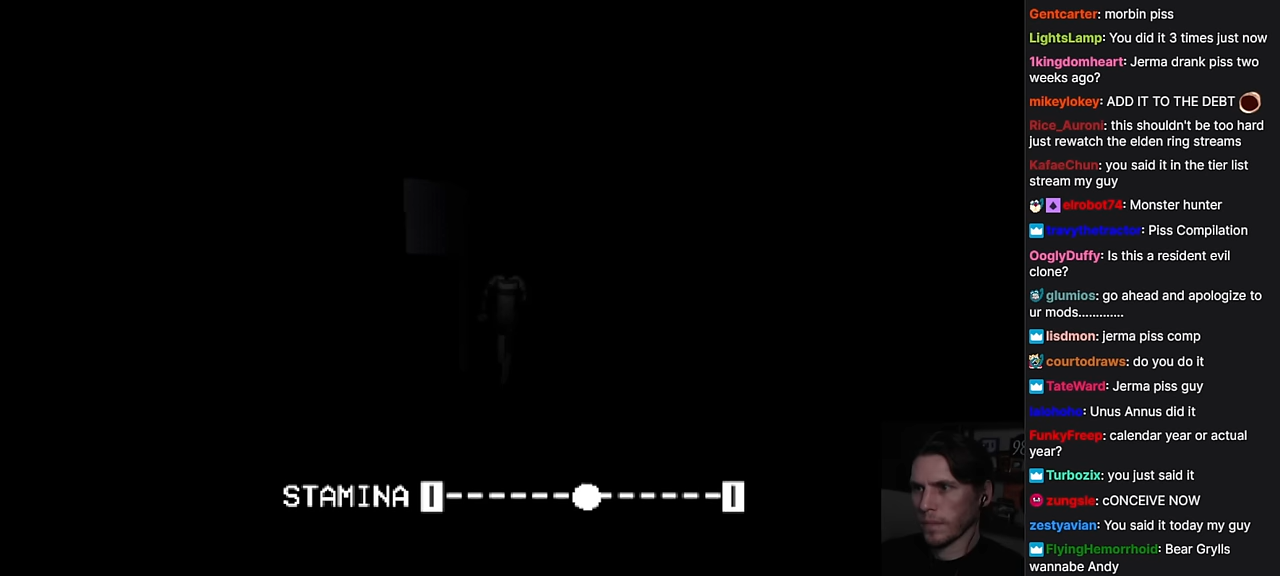 STAMINA
Gentcarter: morbin piss
LightsLamp: You did it 3 times just now
1kingdomheart: Jerma drank piss two
weeks ago?
mikeylokey: ADD IT TO THE DEBT
Rice_Auroni: this shouldn't be too hard
just rewatch the elden ring streams
KafaeChun: you said it in the tier list
stream my guy
elrobot74: Monster hunter
: Piss Compilation
OoglyDuffy: Is this a resident evil
clone?
glumios: go ahead and apologize to
ur mods.............
lisdmon: jerma piss comp
courtodraws: do you do it
TateWard: Jerma piss guy
: Unus Annus did it
FunkyFreep: calendar year or actual
year?
Turbozix: you just said it
zungsie: cONCEIVE NOW
zestyavian: You said it today my guy
FlyingHemorrhoid: Bear Grylls
wannabe Andy